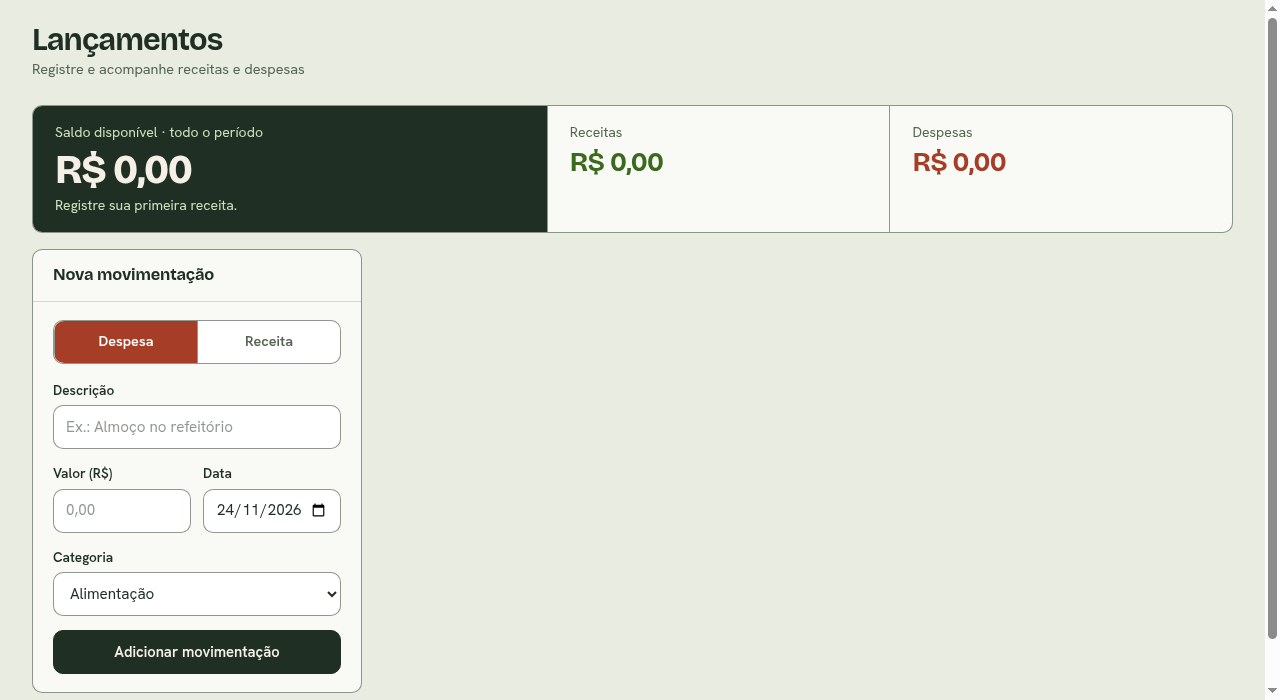 Lançamentos
Registre e acompanhe receitas e despesas
Saldo disponível · todo o período
R$ 0,00
Registre sua primeira receita.
Receitas
R$ 0,00
Despesas
R$ 0,00
Nova movimentação
Despesa
Receita
Descrição
Ex.: Almoço no refeitório
Valor (R$)
Data
0,00
24/11/2026
Categoria
Alimentação
Adicionar movimentação